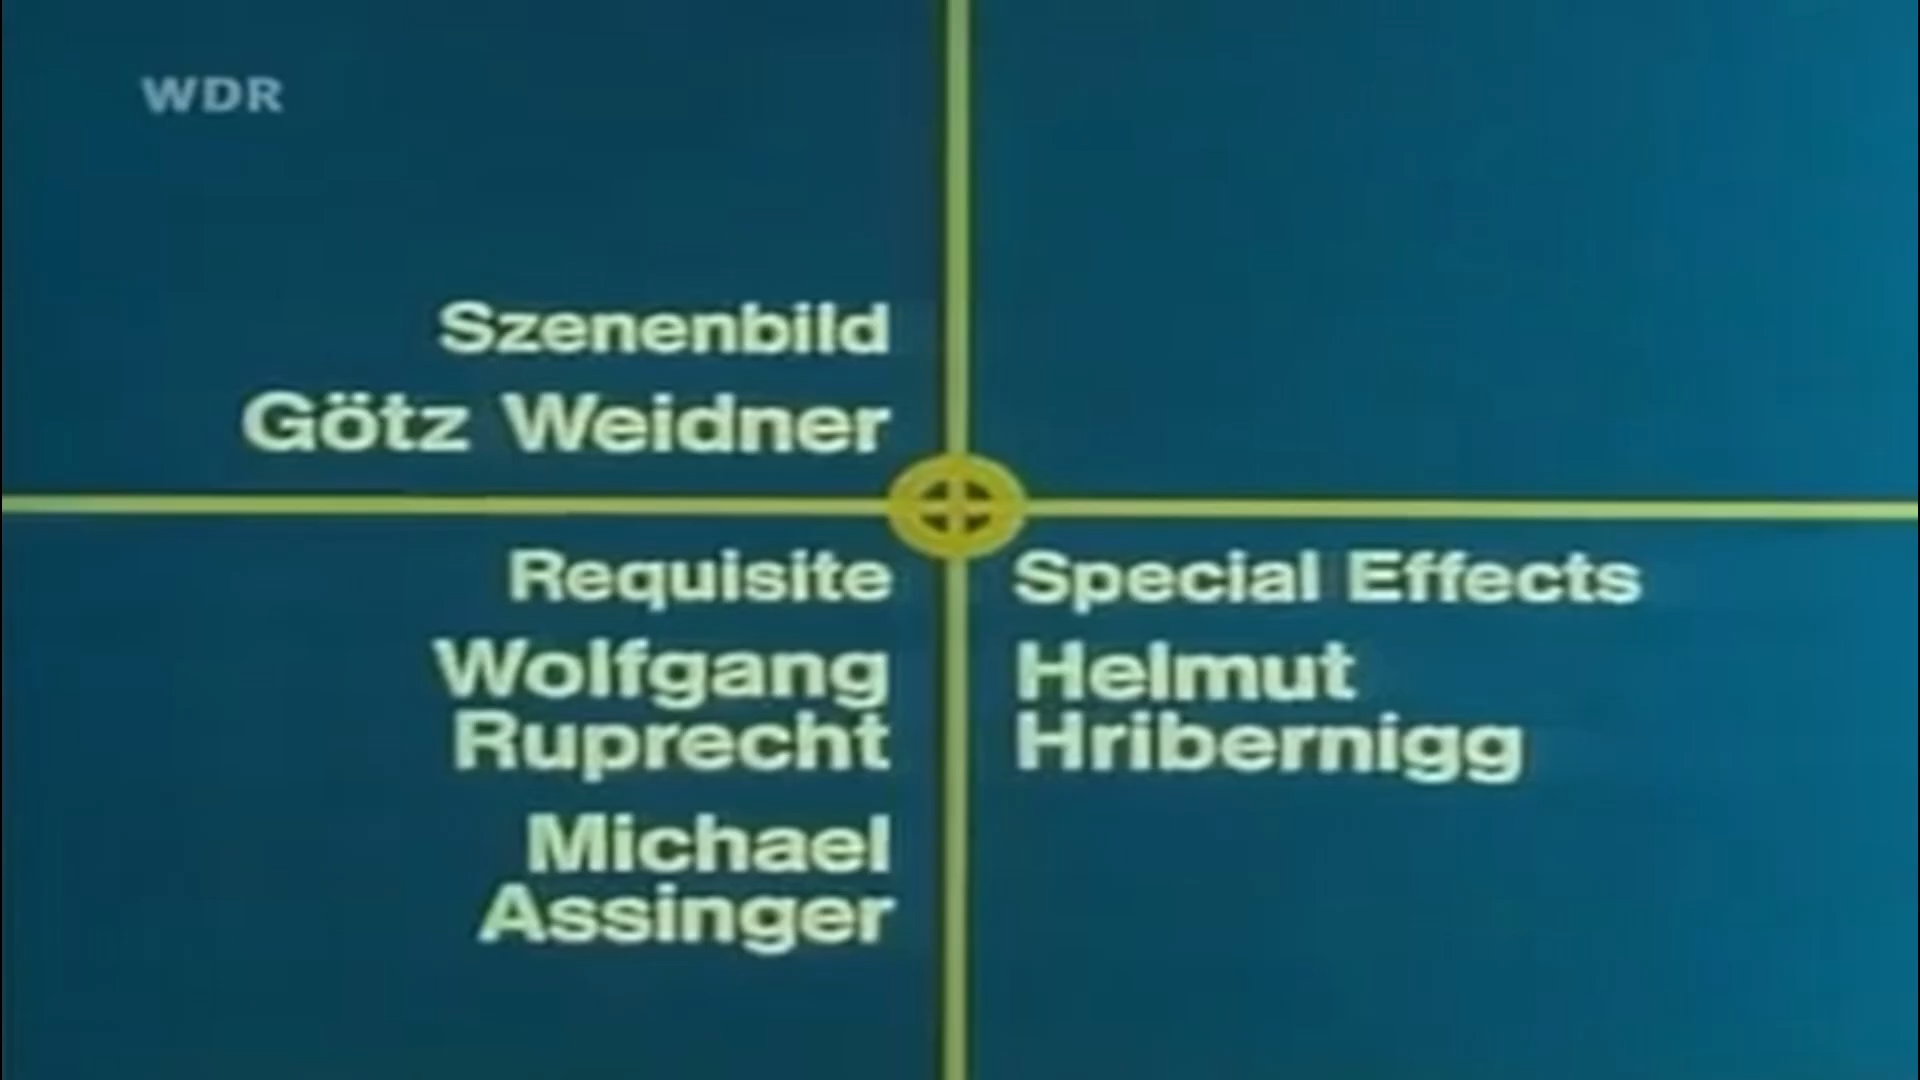 WDR
Szenenbild
Götz Weidner
Requisite
Wolfgang
Ruprecht
Michael
Assinger
Special Effects
Helmut
Hribernigg